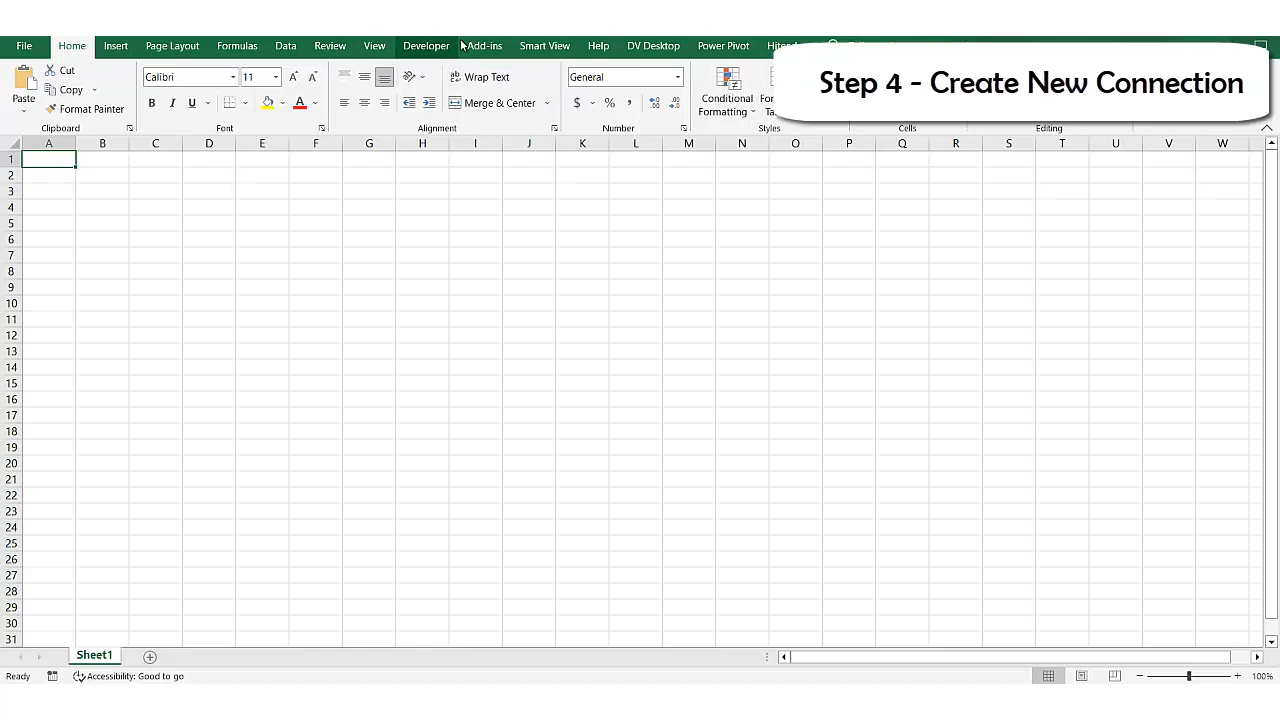 File Home Insert Page Layout Formulas Data Review View Developer Add-ins Smart View Help VD Desktop Power Pivot
Step 4 - Create New Connection
Cut
Calibri 11
Wrap Text
General
Copy
Paste
Format Painter
B I U
Merge & Center
$ % ,
Conditional
Formatting
Clipboard Font Alignment Number Styles Cells Editing
A B C D E F G H I J K L M N O P Q R S T U V W
1
2
3
4
5
6
7
8
9
10
11
12
13
14
15
16
17
18
19
20
21
22
23
24
25
26
27
28
29
30
31
Sheet1
Ready Accessibility: Good to go 100%